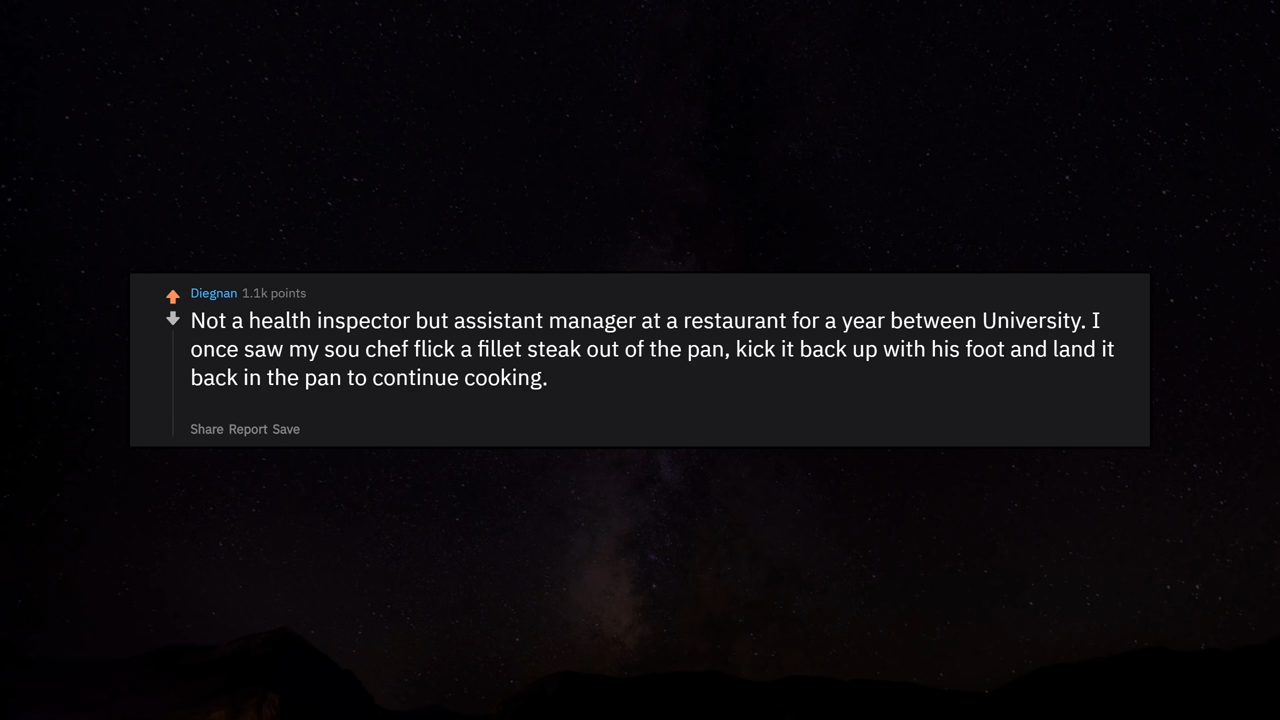 Diegnan 1.1k points
Not a health inspector but assistant manager at a restaurant for a year between University. I
once saw my sou chef flick a fillet steak out of the pan, kick it back up with his foot and land it
back in the pan to continue cooking.
Share Report Save